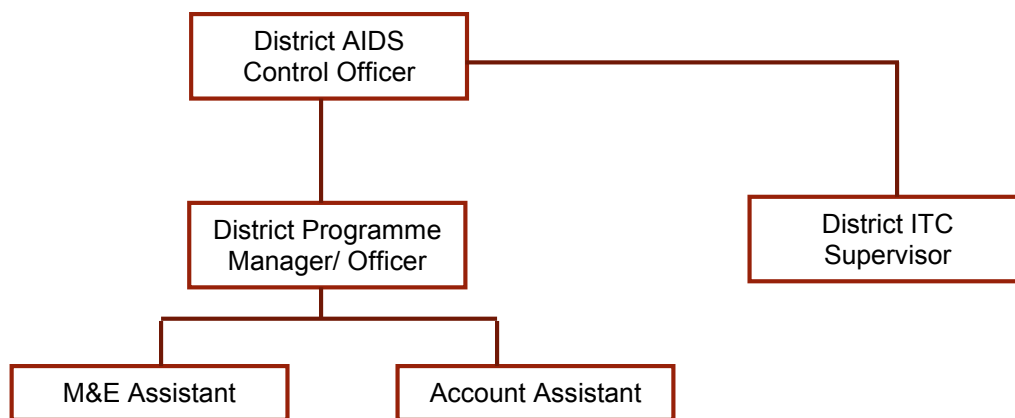 District AIDS
Control Officer
District Programme
Manager/ Officer
District ITC
Supervisor
M&E Assistant
Account Assistant